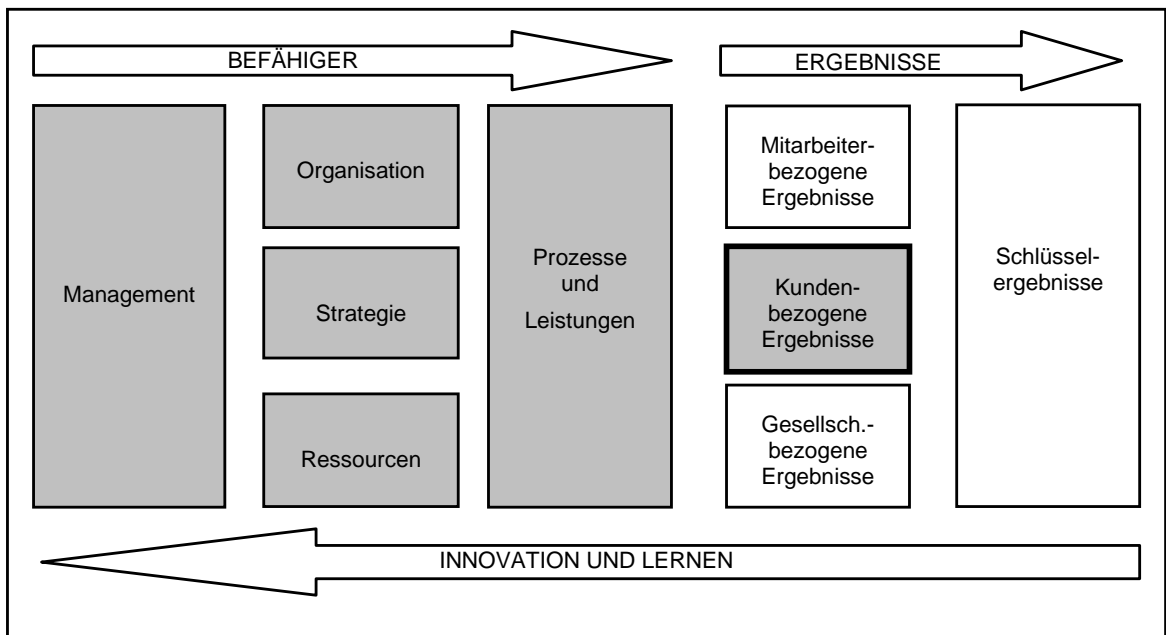 BEFÄHIGER
ERGEBNISSE
Management
Organisation
Strategie
Ressourcen
Prozesse
und
Leistungen
Mitarbeiter-
bezogene
Ergebnisse
Kunden-
bezogene
Ergebnisse
Gesellsch.-
bezogene
Ergebnisse
Schlüssel-
ergebnisse
INNOVATION UND LERNEN